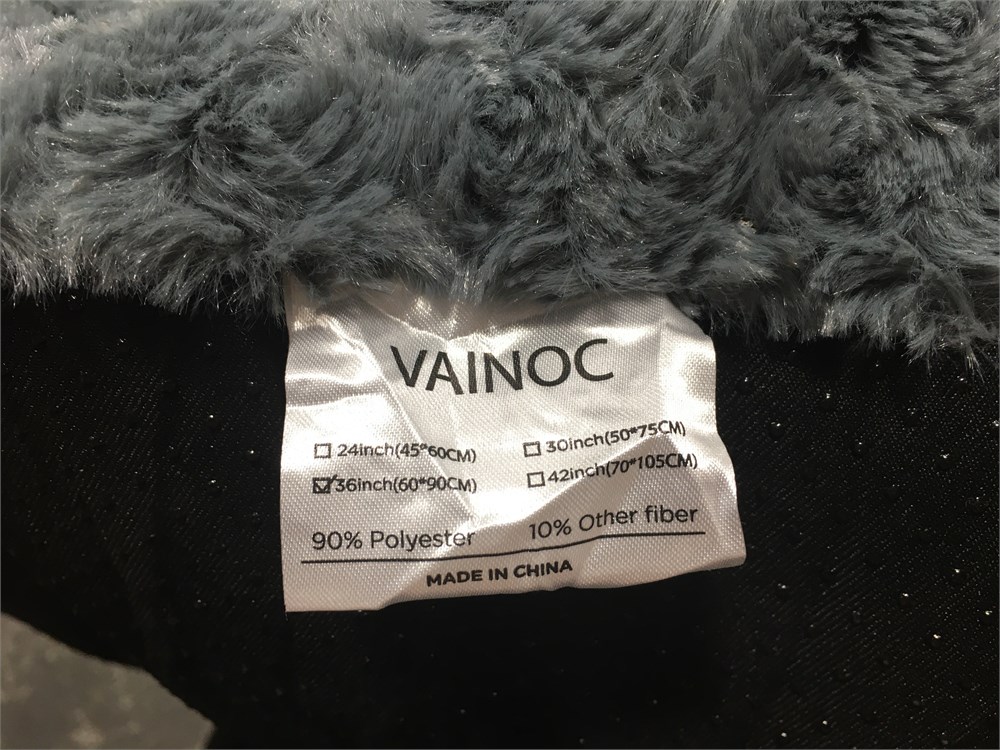 VAINOC
☐ 24inch(45*60CM) ☐ 30inch(50*75CM)
☑ 36inch(60*90CM) ☐ 42inch(70*105CM)
90% Polyester 10% Other fiber
MADE IN CHINA